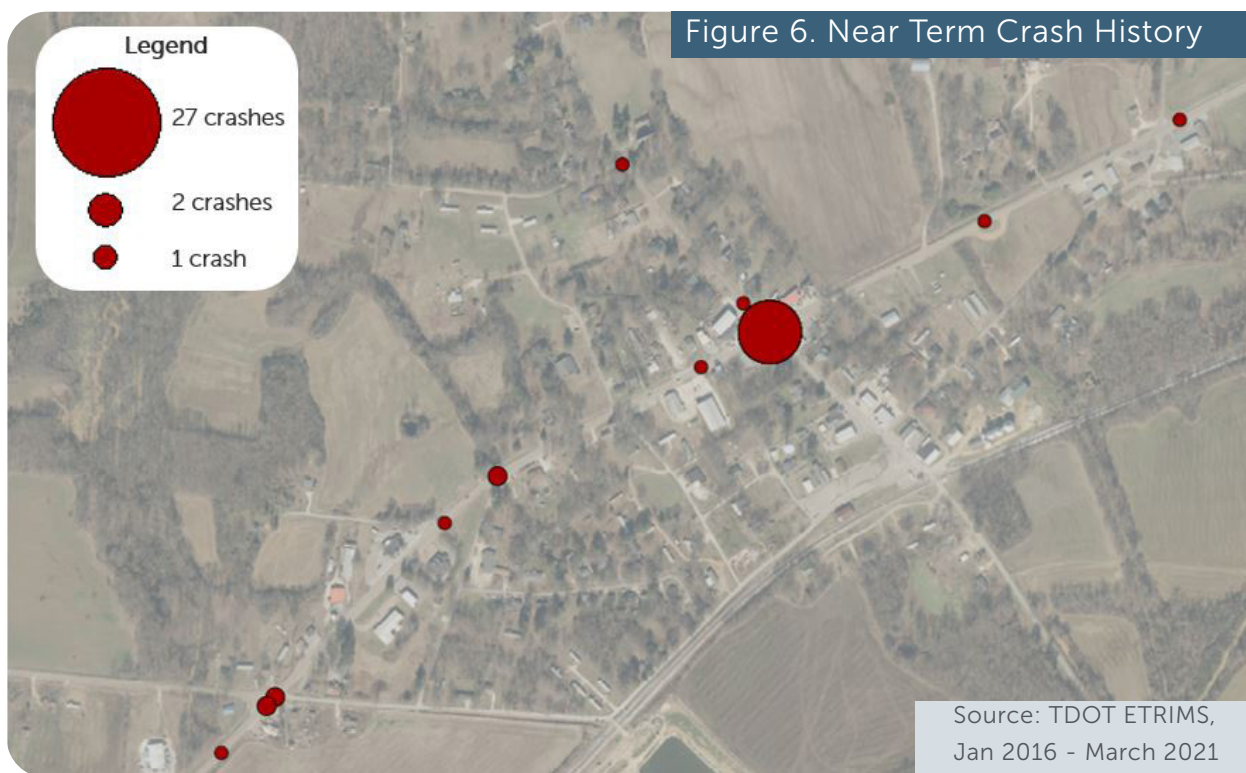 Figure 6. Near Term Crash History
Legend
27 crashes
2 crashes
1 crash
Source: TDOT ETRIMS,
Jan 2016 - March 2021